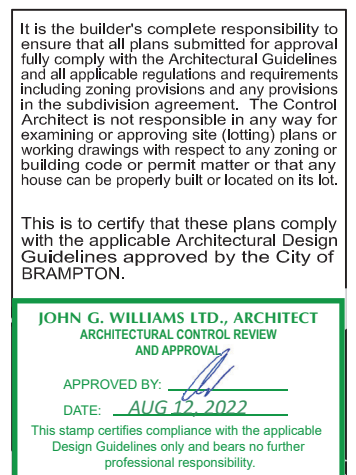 It is the builder's complete responsibility to
ensure that all plans submitted for approval
fully comply with the Architectural Guidelines
and all applicable regulations and requirements
including zoning provisions and any provisions
in the subdivision agreement. The Control
Architect is not responsible in any way for
examining or approving site (lotting) plans or
working drawings with respect to any zoning or
building code or permit matter or that any
house can be properly built or located on its lot.
This is to certify that these plans comply
with the applicable Architectural Design
Guidelines approved by the City of
BRAMPTON.
JOHN G. WILLIAMS LTD., ARCHITECT
ARCHITECTURAL CONTROL REVIEW
AND APPROVAL
APPROVED BY:
DATE: AUG 12, 2022
This stamp certifies compliance with the applicable
Design Guidelines only and bears no further
professional responsibility.